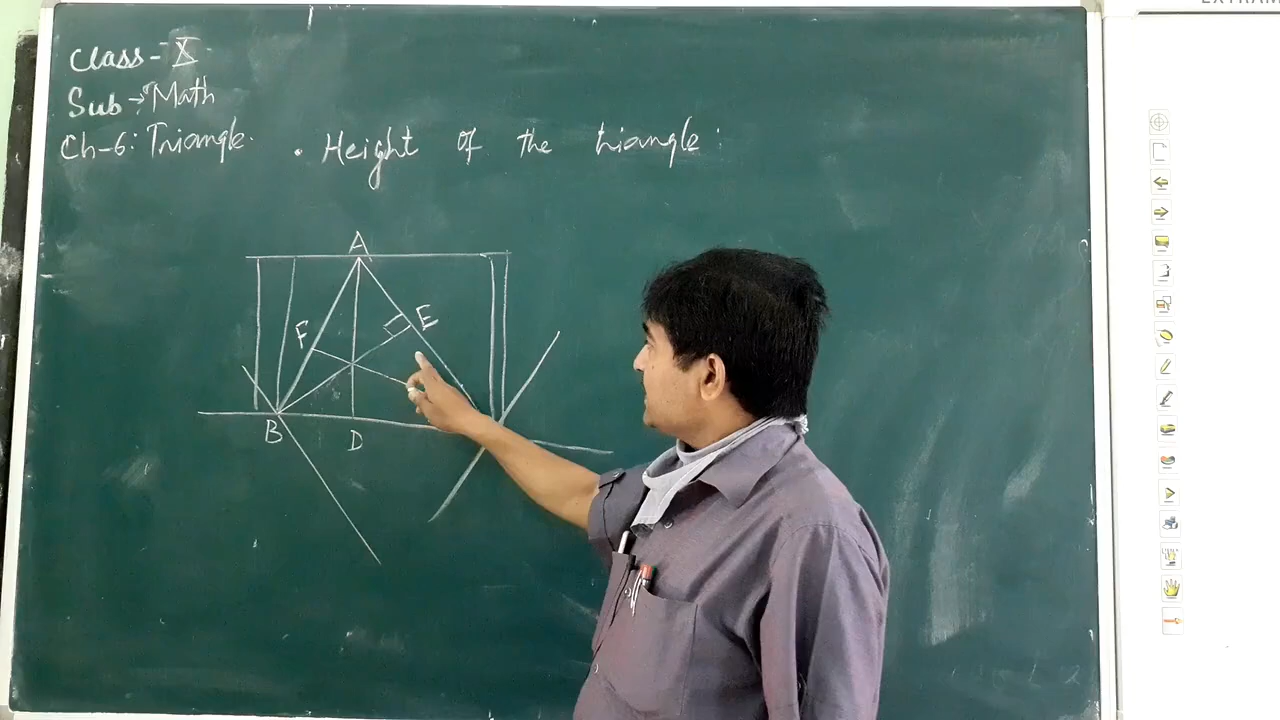 Class - X
Sub → Math
Ch-6: Triangle.
• Height of the triangle:
A
F
E
B
D